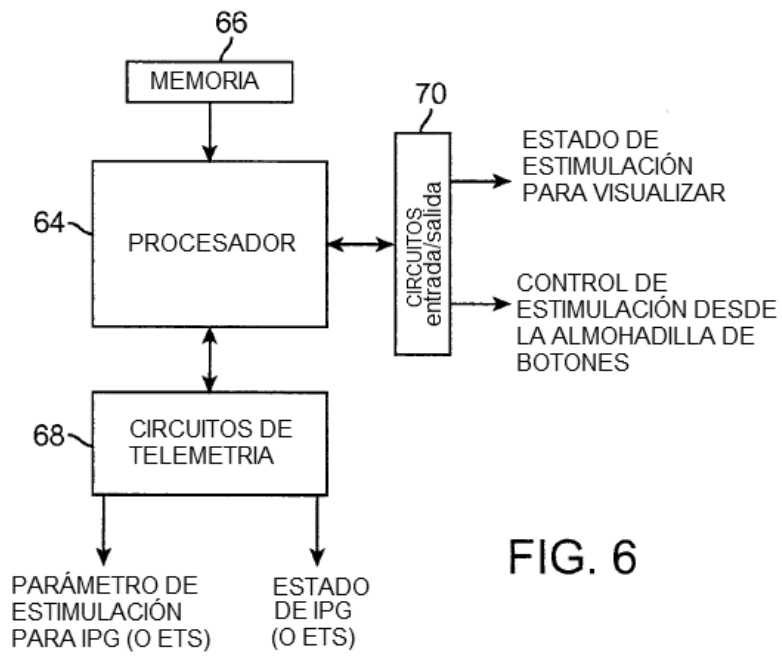 66
MEMORIA
70
ESTADO DE
ESTIMULACIÓN
PARA VISUALIZAR
64
PROCESADOR
CIRCUITOS
entrada/salida
CONTROL DE
ESTIMULACIÓN DESDE
LA ALMOHADILLA DE
BOTONES
68
CIRCUITOS DE
TELEMETRIA
FIG. 6
PARÁMETRO DE
ESTIMULACIÓN
PARA IPG (O ETS)
ESTADO
DE IPG
(O ETS)